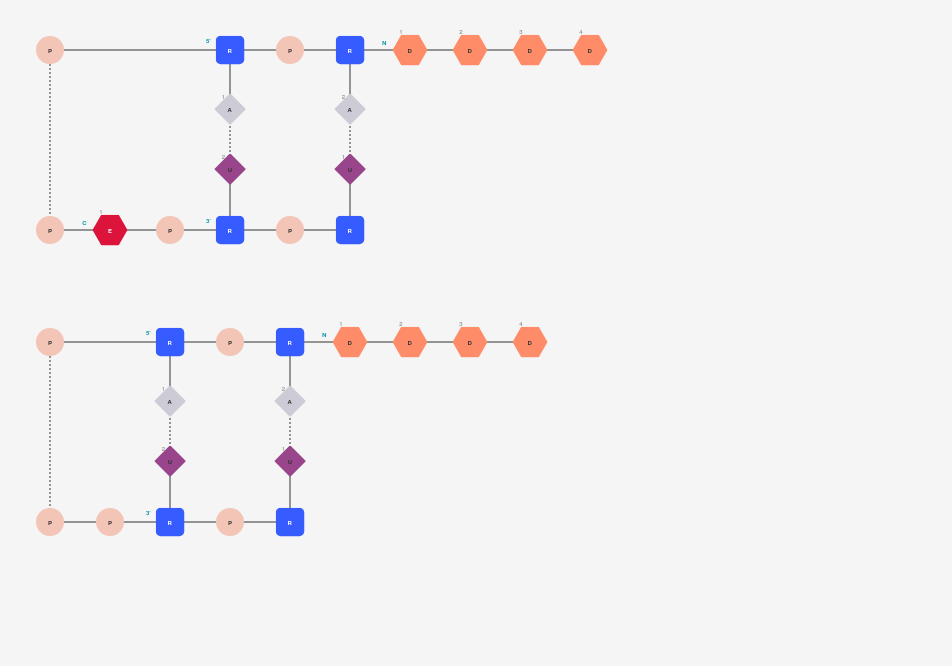 1 2 3 4
5' N
P R P R D D D D
1 2
A A
2 1
U U
1
C 3'
P E P R P R
1 2 3 4
5' N
P R P R D D D D
1 2
A A
2 1
U U
3'
P P R P R